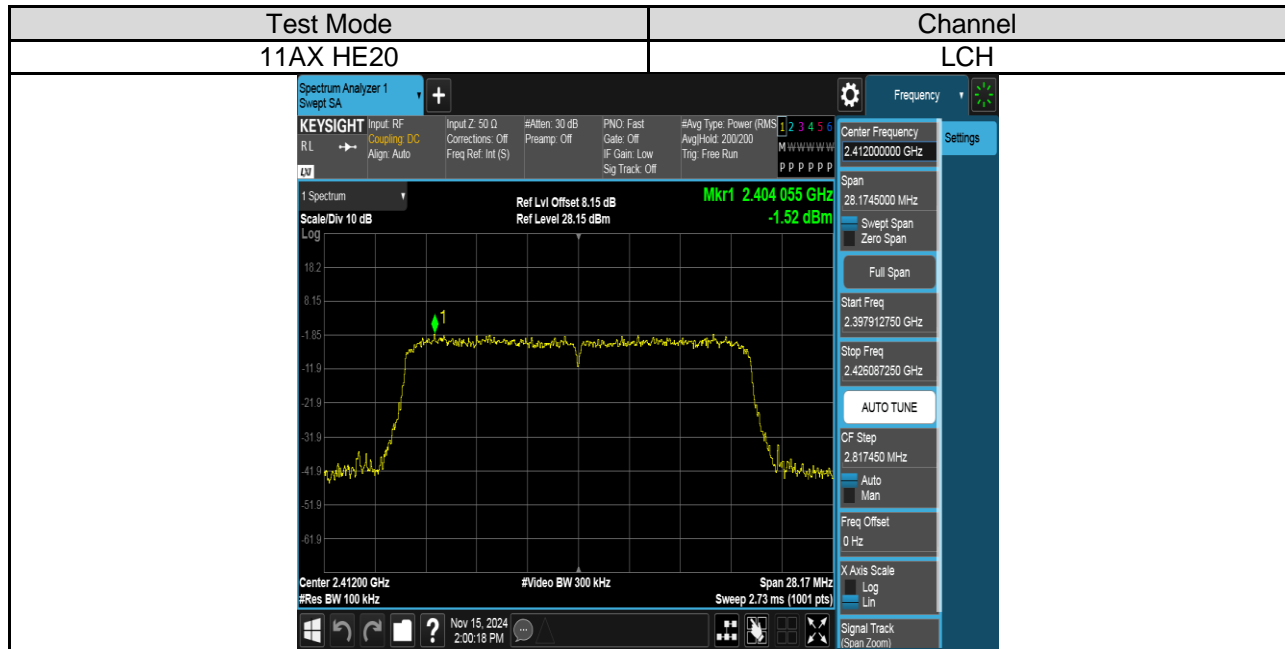 Test Mode Channel
11AX HE20 LCH
Spectrum Analyzer 1
Swept SA
+
Frequency
KEYSIGHT Input: RF Input Z: 50 Ω #Atten: 30 dB PNO: Fast #Avg Type: Power (RMS 1 2 3 4 5 6
RL Coupling: DC Corrections: Off Preamp: Off Gate: Off Avg|Hold: 200/200 M W W W W W
Align: Auto Freq Ref: Int (S) IF Gain: Low Trig: Free Run
LXI Sig Track: Off P P P P P P
1 Spectrum Ref Lvl Offset 8.15 dB Mkr1 2.404 055 GHz
Scale/Div 10 dB Ref Level 28.15 dBm -1.52 dBm
Log
18.2
8.15
1
-1.85
-11.9
-21.9
-31.9
-41.9
-51.9
-61.9
Center 2.41200 GHz #Video BW 300 kHz Span 28.17 MHz
#Res BW 100 kHz Sweep 2.73 ms (1001 pts)
?
Nov 15, 2024
2:00:18 PM
Center Frequency
2.412000000 GHz
Settings
Span
28.1745000 MHz
Swept Span
Zero Span
Full Span
Start Freq
2.397912750 GHz
Stop Freq
2.426087250 GHz
AUTO TUNE
CF Step
2.817450 MHz
Auto
Man
Freq Offset
0 Hz
X Axis Scale
Log
Lin
Signal Track
(Span Zoom)